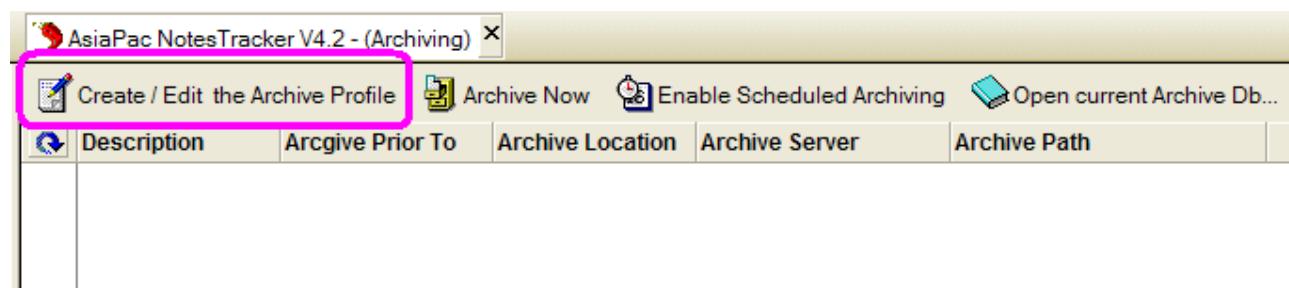 AsiaPac NotesTracker V4.2 - (Archiving)
Create / Edit the Archive Profile Archive Now Enable Scheduled Archiving Open current Archive Db...
Description Arcgive Prior To Archive Location Archive Server Archive Path